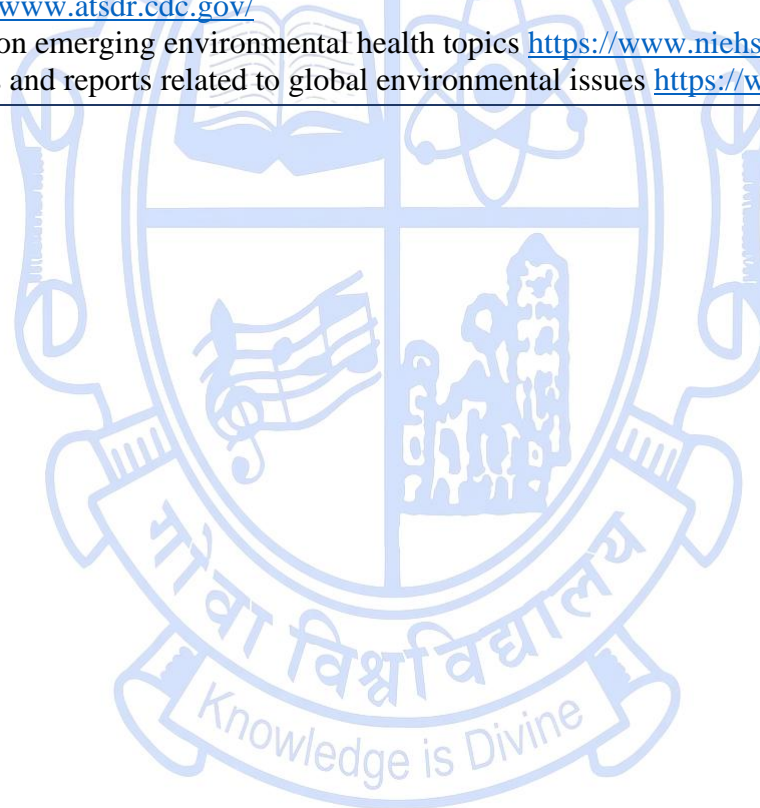 www.atsdr.cdc.gov/
on emerging environmental health topics https://www.niehs
and reports related to global environmental issues https://w
गोंवा विश्वविद्यालय
Knowledge is Divine